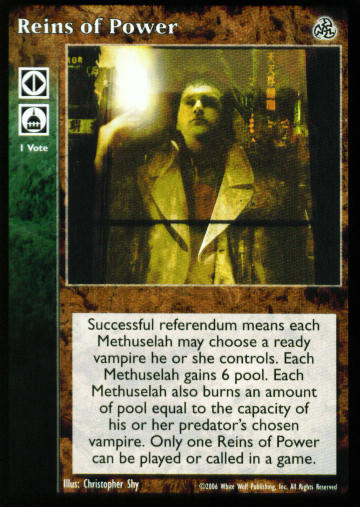 Reins of Power
1 Vote
Successful referendum means each
Methuselah may choose a ready
vampire he or she controls. Each
Methuselah gains 6 pool. Each
Methuselah also burns an amount
of pool equal to the capacity of
his or her predator's chosen
vampire. Only one Reins of Power
can be played or called in a game.
Illus: Christopher Shy
©2006 White Wolf Publishing, Inc. All Rights Reserved